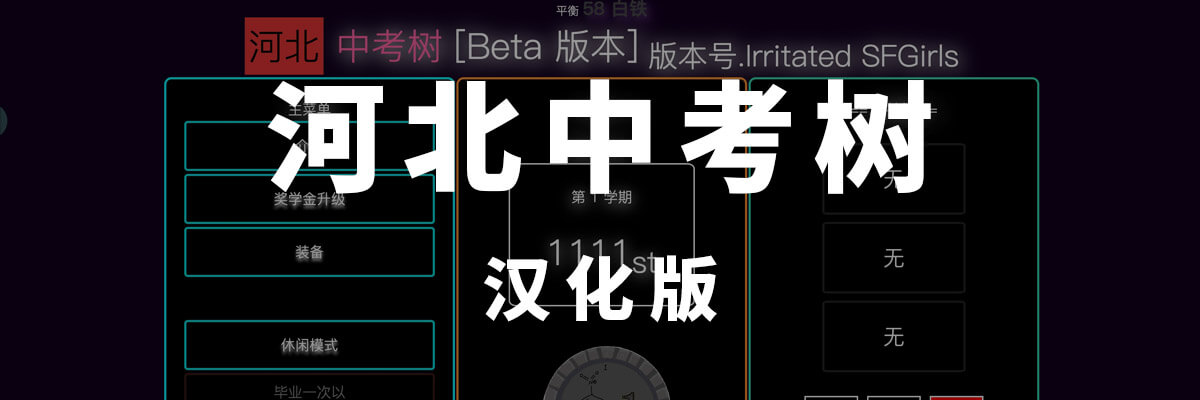 平衡 58 白铁
河北 中考树 [Beta 版本] 版本号.Irritated SFGirls
主菜单
河北中考树
无
奖学金升级
第 1 学期
装备
1111st
无
汉化版
休闲模式
无
毕业一次以